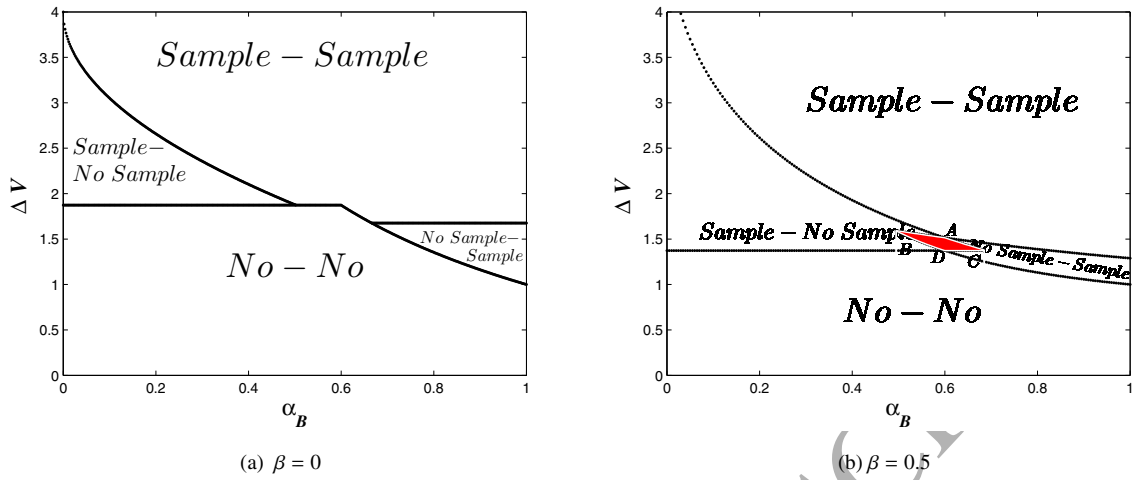 4
3.5
3
2.5
2
1.5
1
0.5
0
0 0.2 0.4 0.6 0.8 1
Δ V
α_B
Sample − Sample
Sample−
No Sample
No − No
No Sample−
Sample
(a) β = 0
4
3.5
3
2.5
2
1.5
1
0.5
0
0 0.2 0.4 0.6 0.8 1
Δ V
α_B
Sample − Sample
Sample − No Sample
A
B
D
C
No Sample − Sample
No − No
(b) β = 0.5